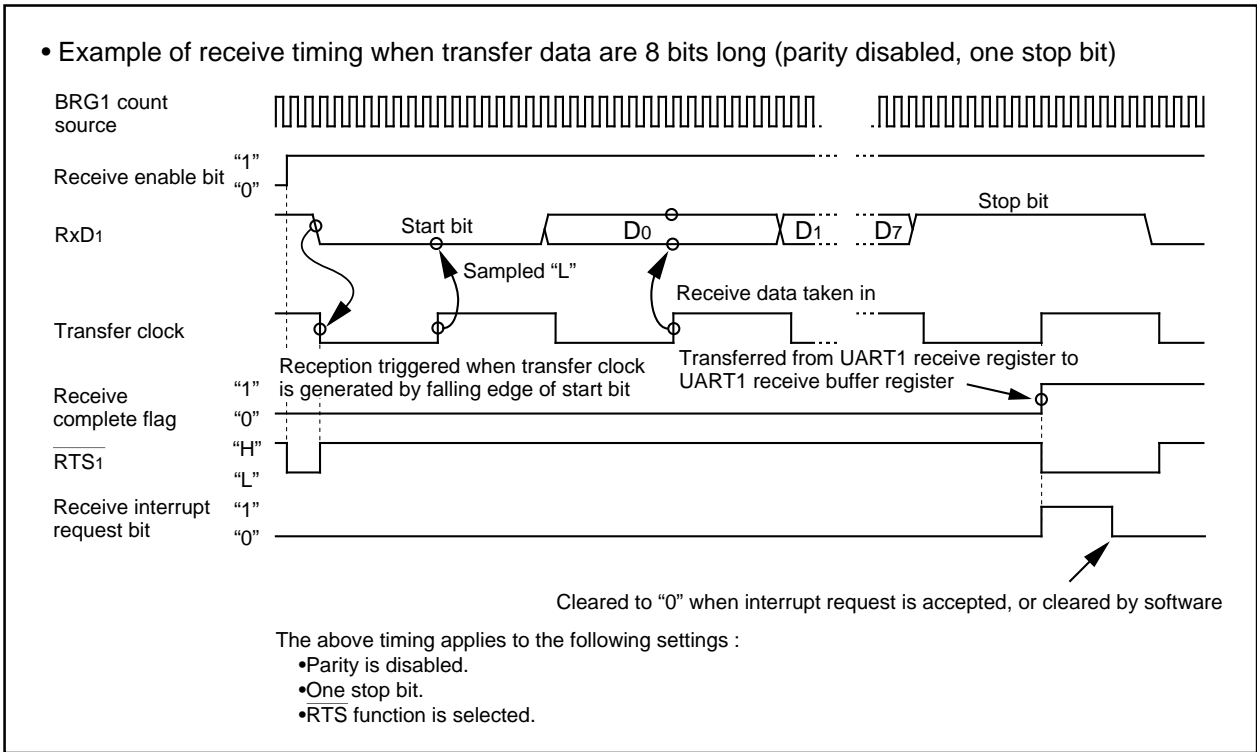 • Example of receive timing when transfer data are 8 bits long (parity disabled, one stop bit)
BRG1 count
source
Receive enable bit
“1”
“0”
RxD1
Start bit
D0
D1
D7
Stop bit
Sampled “L”
Receive data taken in
Transfer clock
Reception triggered when transfer clock
is generated by falling edge of start bit
Transferred from UART1 receive register to
UART1 receive buffer register
Receive
complete flag
“1”
“0”
RTS1
“H”
“L”
Receive interrupt
request bit
“1”
“0”
Cleared to “0” when interrupt request is accepted, or cleared by software
The above timing applies to the following settings :
•Parity is disabled.
•One stop bit.
•RTS function is selected.